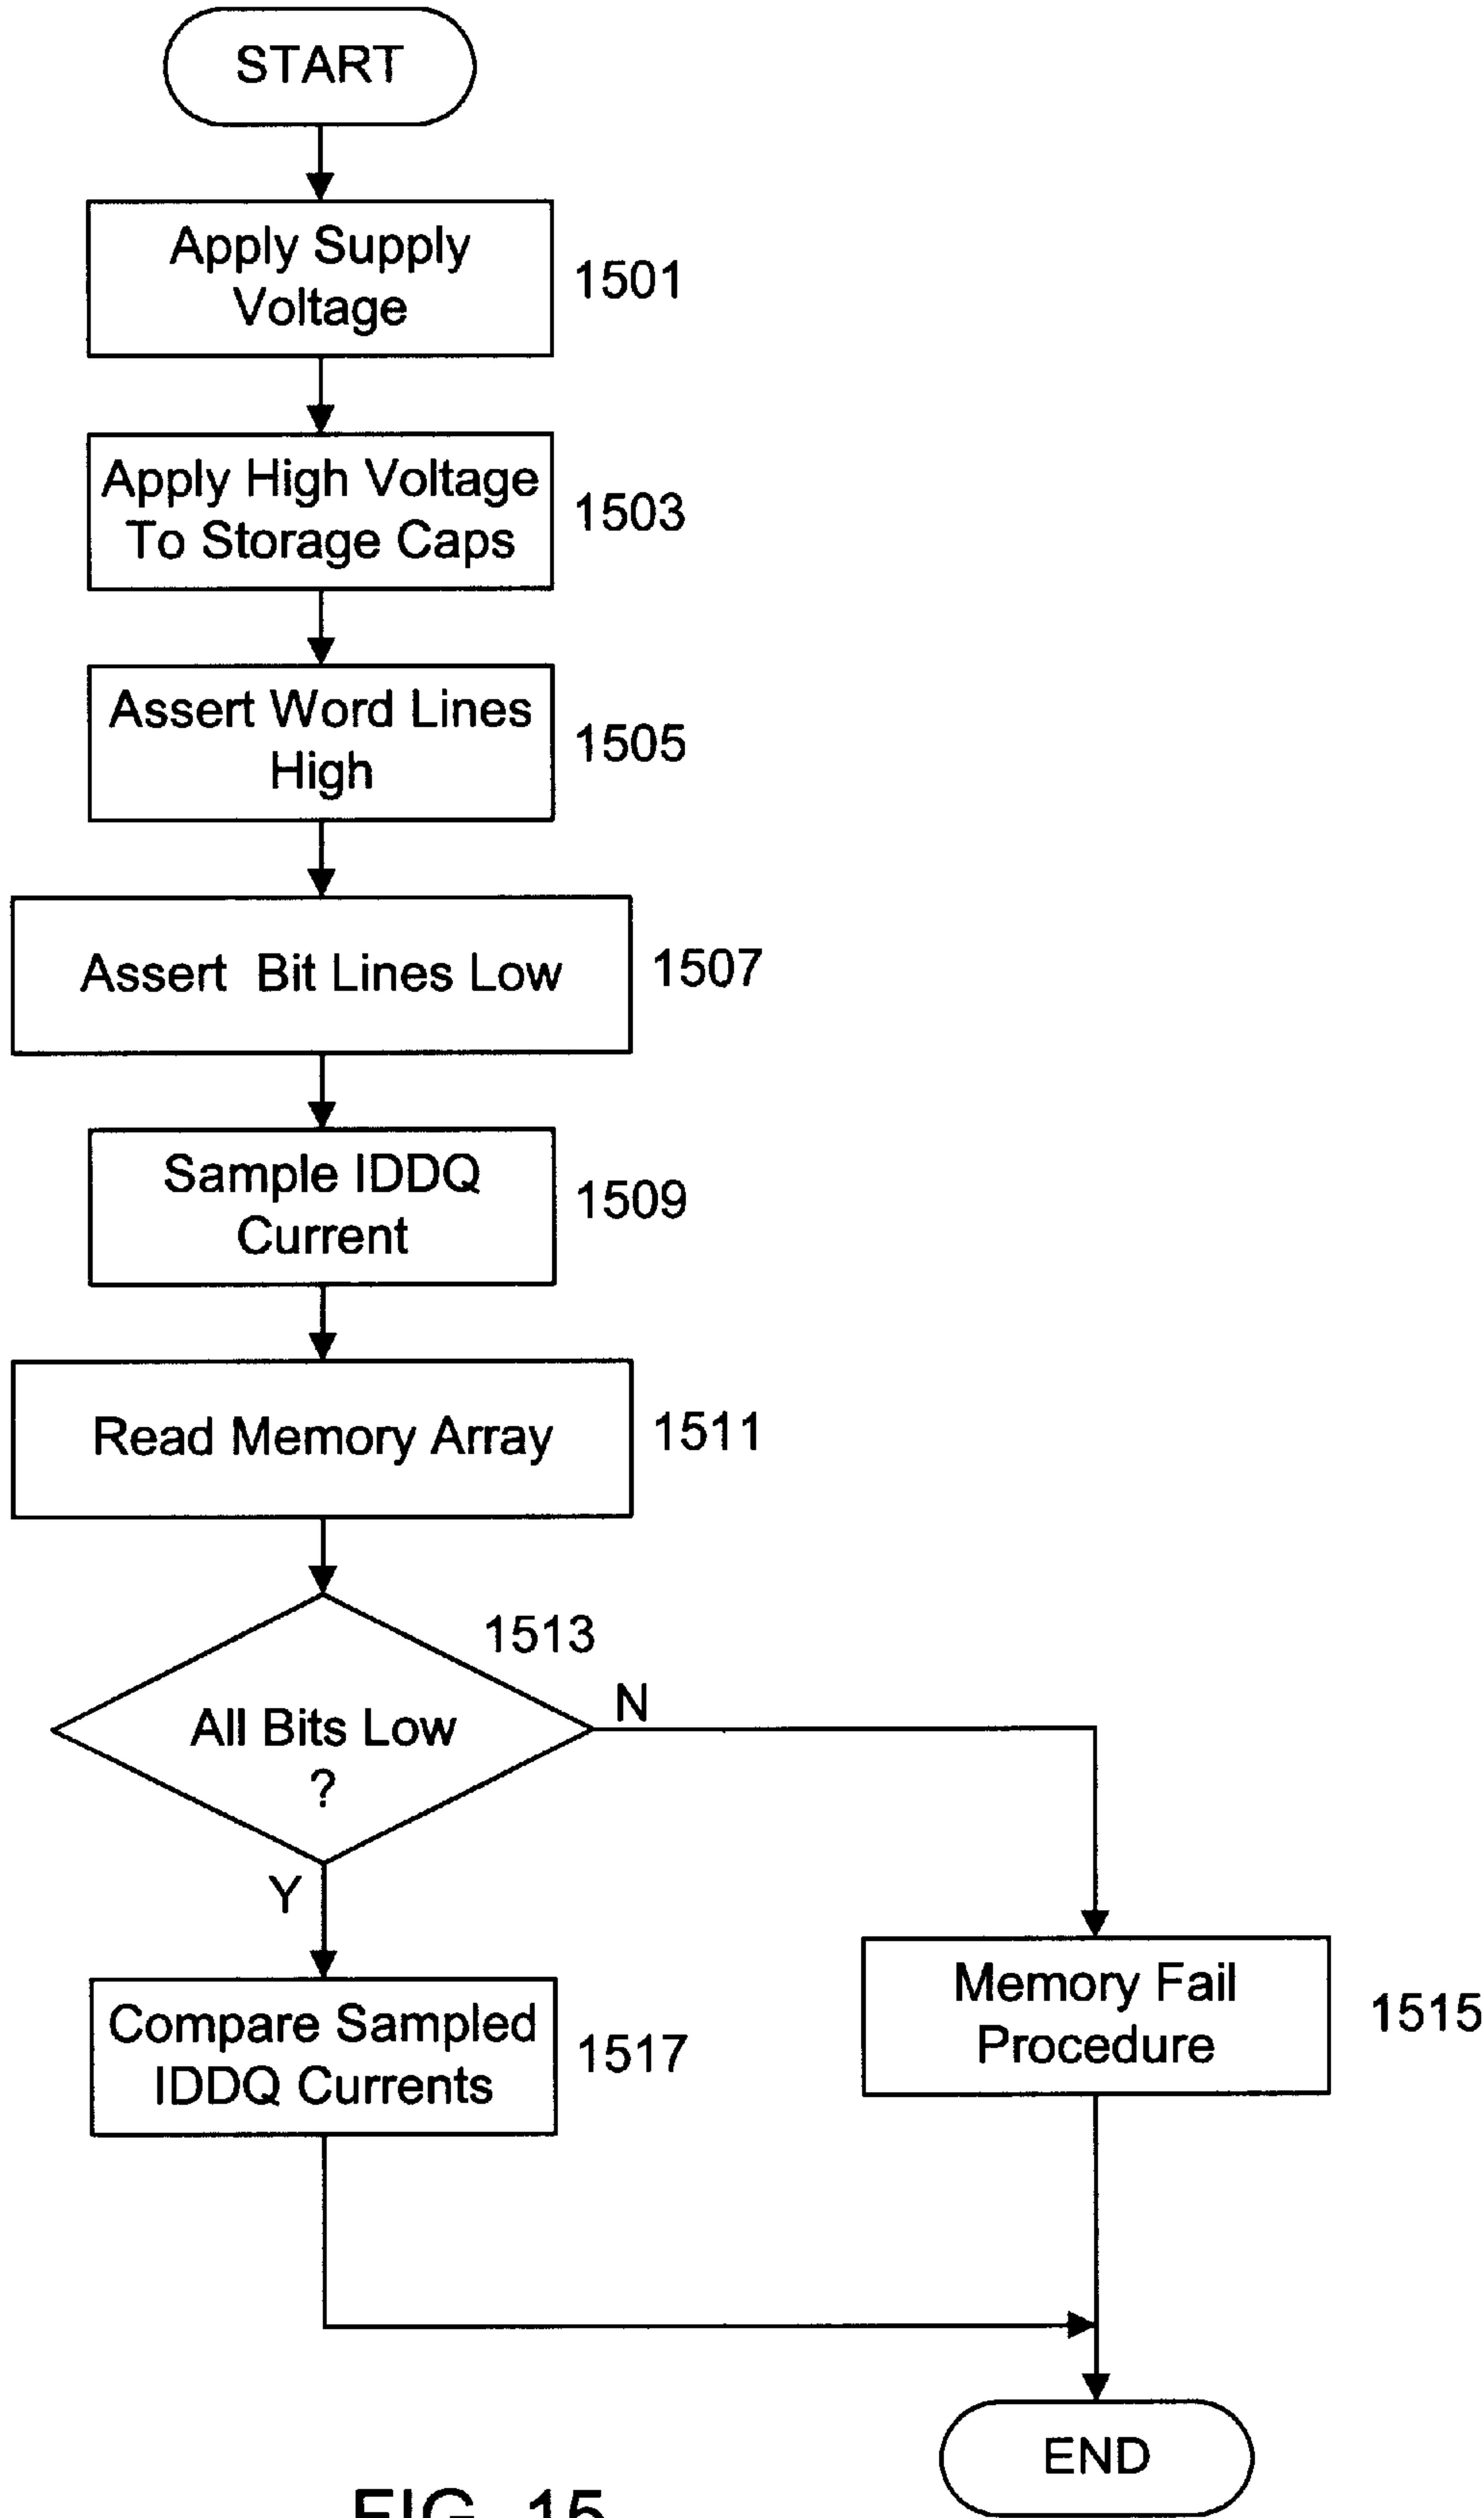 START
Apply Supply
Voltage
1501
Apply High Voltage
To Storage Caps
1503
Assert Word Lines
High
1505
Assert Bit Lines Low
1507
Sample IDDQ
Current
1509
Read Memory Array
1511
1513
All Bits Low
?
N
Y
Compare Sampled
IDDQ Currents
1517
Memory Fail
Procedure
1515
END
FIG. 15